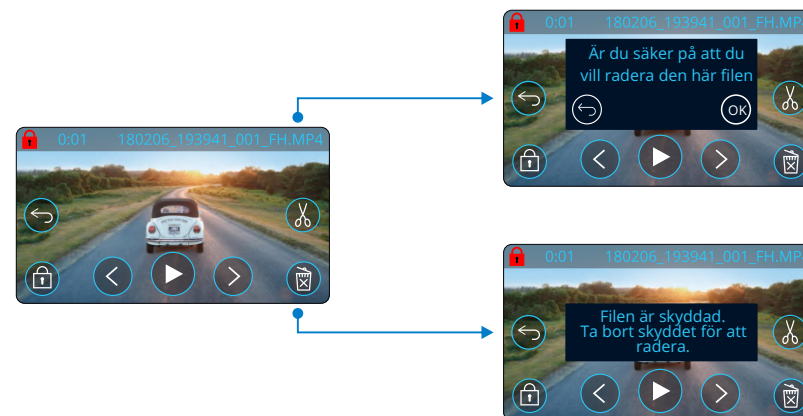 0:01 180206_193941_001_FH.MP4
Är du säker på att du
vill radera den här filen
OK
0:01 180206_193941_001_FH.MP4
0:01 180206_193941_001_FH.MP
Filen är skyddad.
Ta bort skyddet för att
radera.